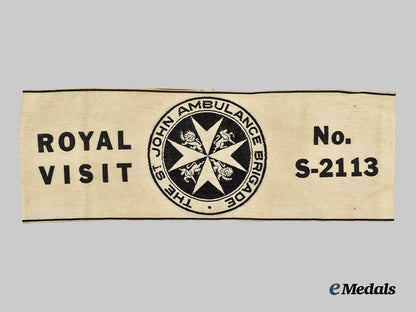 ROYAL
VISIT
THE ST JOHN AMBULANCE BRIGADE
No.
S-2113
eMedals